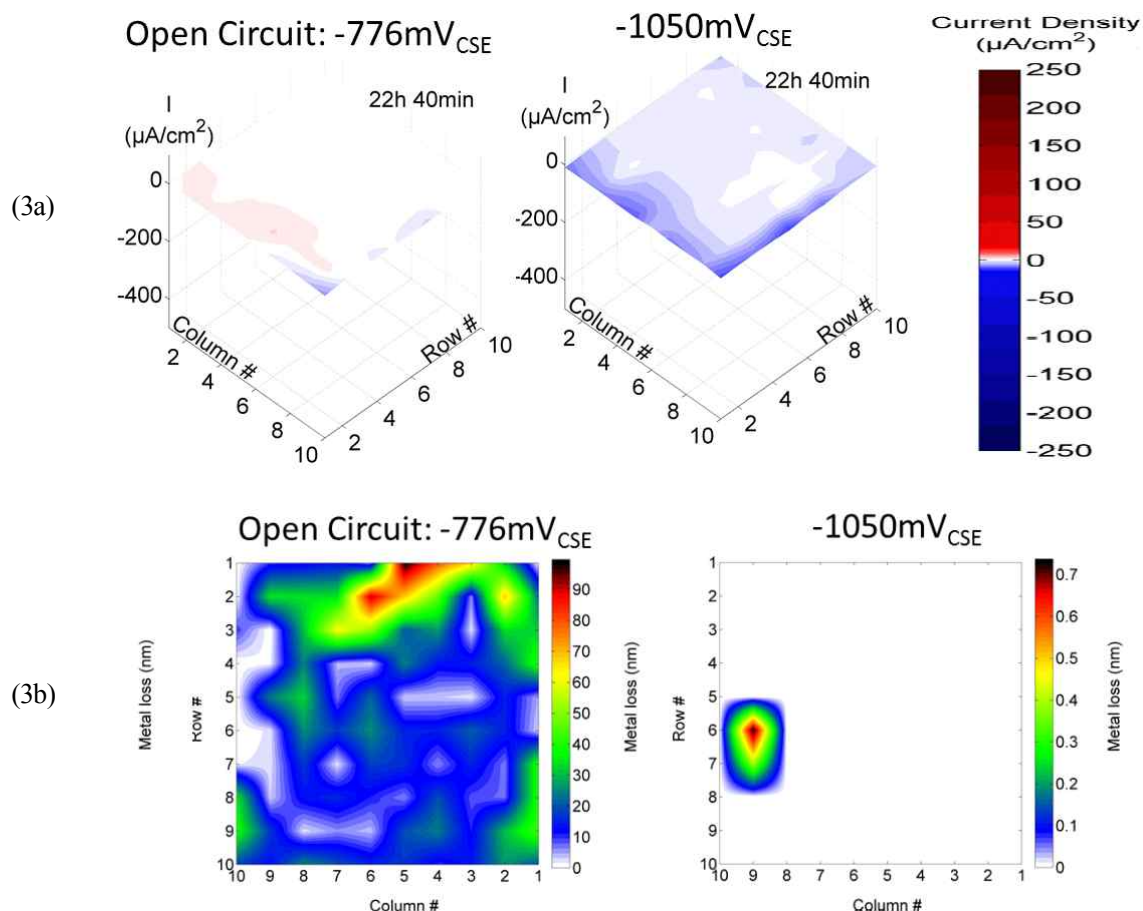 Open Circuit: -776mVCSE
-1050mVCSE
Current Density
(µA/cm²)
22h 40min
22h 40min
I
(µA/cm²)
I
(µA/cm²)
(3a)
0
-200
-400
0
-200
-400
Column #
Row #
Column #
Row #
2
4
6
8
10
2
4
6
8
10
2
4
6
8
10
2
4
6
8
10
250
200
150
100
50
0
-50
-100
-150
-200
-250
Open Circuit: -776mVCSE
-1050mVCSE
(3b)
Metal loss (nm)
Row #
1
2
3
4
5
6
7
8
9
10
10 9 8 7 6 5 4 3 2 1
Column #
90
80
70
60
50
40
30
20
10
0
Metal loss (nm)
Row #
1
2
3
4
5
6
7
8
9
10
10 9 8 7 6 5 4 3 2 1
Column #
0.7
0.6
0.5
0.4
0.3
0.2
0.1
0
Metal loss (nm)